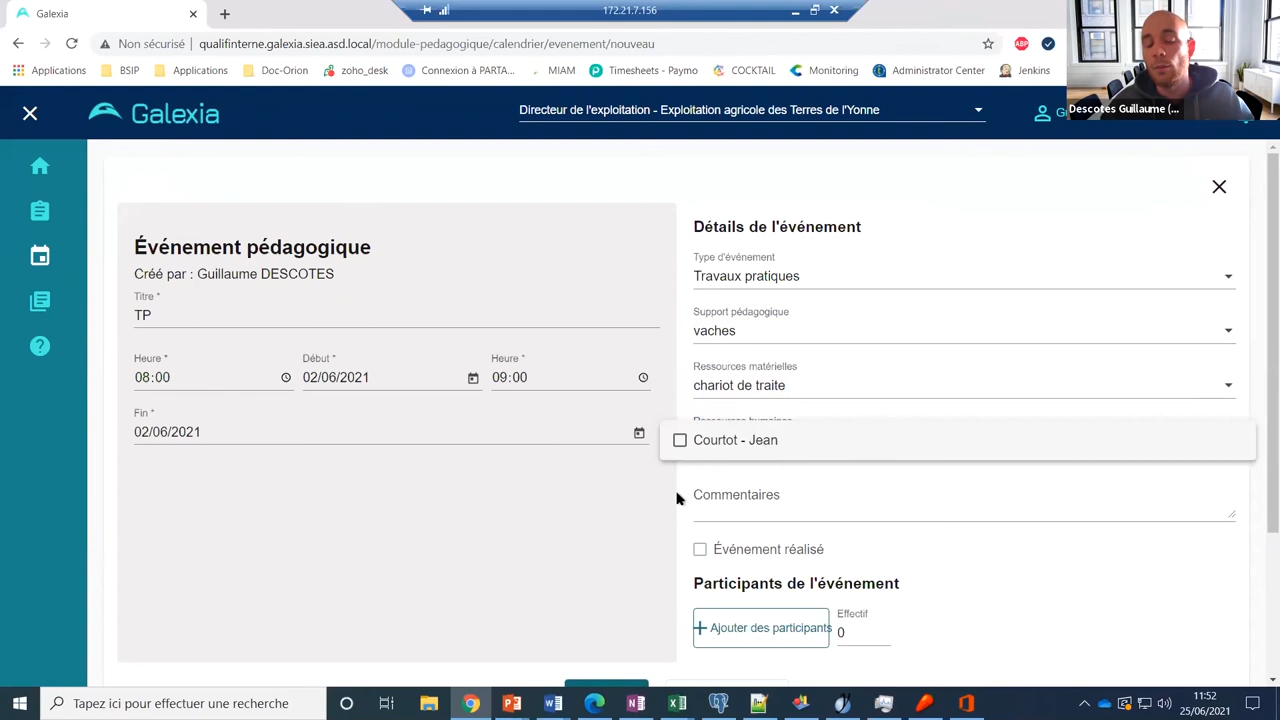 Galexia
172.21.7.156
Non sécurisé
qualifinterne.galexia.siea.asd.local/module-pedagogique/calendrier/evenement/nouveau
ABP
Applications
BSIP
Applications
Doc-Orion
zoho_desk
Connexion à PARTA...
MIAM
Timesheets - Paymo
COCKTAIL
Monitoring
Administrator Center
Jenkins
Descotes Guillaume (...
Galexia
Directeur de l'exploitation - Exploitation agricole des Terres de l'Yonne
Événement pédagogique
Créé par : Guillaume DESCOTES
Titre *
TP
Heure *
08:00
Début *
02/06/2021
Heure *
09:00
Fin *
02/06/2021
Détails de l'événement
Type d'événement
Travaux pratiques
Support pédagogique
vaches
Ressources matérielles
chariot de traite
Ressources humaines
Courtot - Jean
Commentaires
Événement réalisé
Participants de l'événement
Ajouter des participants
Effectif
0
Tapez ici pour effectuer une recherche
11:52
25/06/2021